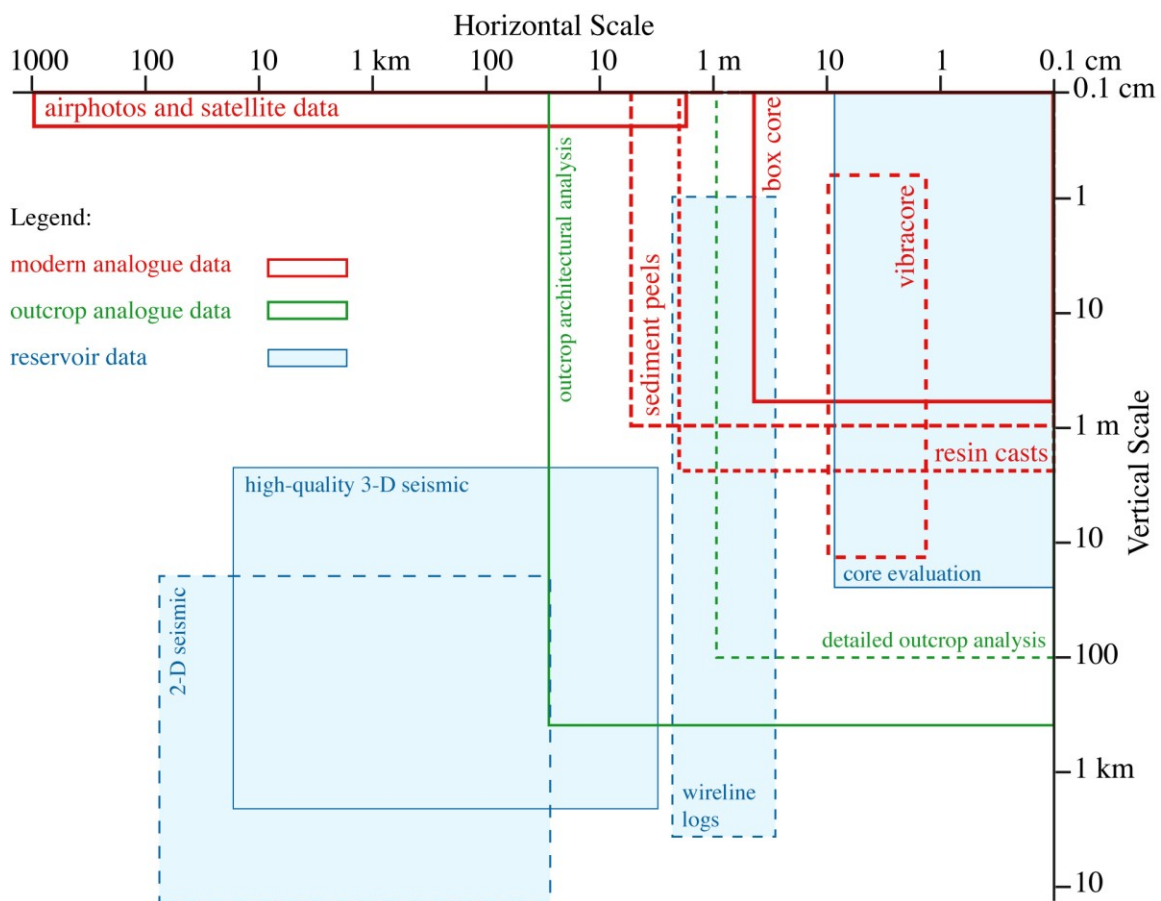 Horizontal Scale
1000 100 10 1 km 100 10 1 m 10 1 0.1 cm
0.1 cm
airphotos and satellite data
outcrop architectural analysis
box core
vibracore
sediment peels
1
Legend:
modern analogue data
outcrop analogue data
reservoir data
10
1 m
resin casts
Vertical Scale
high-quality 3-D seismic
10
core evaluation
2-D seismic
detailed outcrop analysis
100
1 km
wireline
logs
10